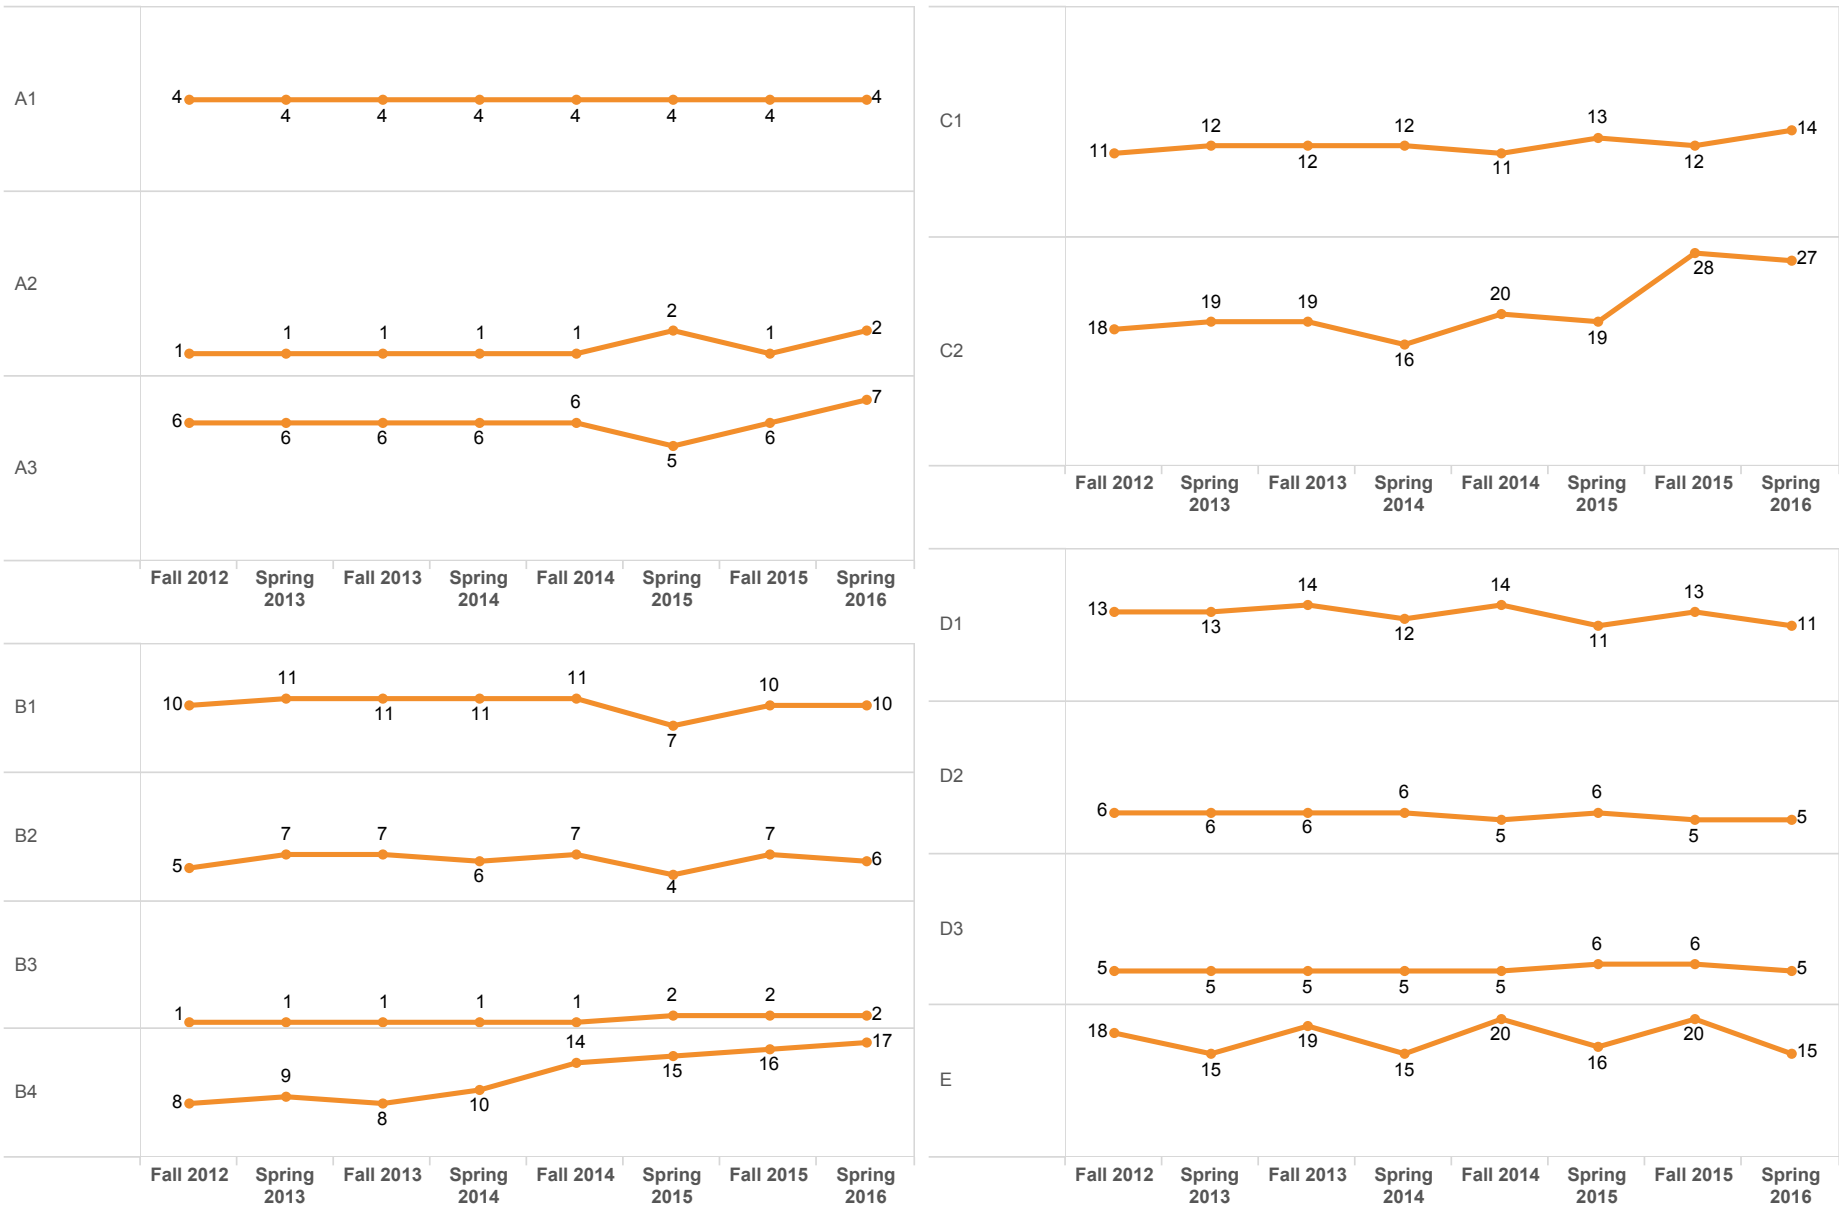 A1
4 4 4 4 4 4 4 4
A2
1 1 1 1 1 2 1 2
A3
6 6 6 6 6 5 6 7
Fall 2012 Spring Fall 2013 Spring Fall 2014 Spring Fall 2015 Spring
2013 2014 2015 2016
B1
10 11 11 11 11 7 10 10
B2
5 7 7 6 7 4 7 6
B3
1 1 1 1 1 2 2 2
B4
8 9 8 10 14 15 16 17
Fall 2012 Spring Fall 2013 Spring Fall 2014 Spring Fall 2015 Spring
2013 2014 2015 2016
C1
11 12 12 12 11 13 12 14
C2
18 19 19 16 20 19 28 27
Fall 2012 Spring Fall 2013 Spring Fall 2014 Spring Fall 2015 Spring
2013 2014 2015 2016
D1
13 13 14 12 14 11 13 11
D2
6 6 6 6 5 6 5 5
D3
5 5 5 5 5 6 6 5
E
18 15 19 15 20 16 20 15
Fall 2012 Spring Fall 2013 Spring Fall 2014 Spring Fall 2015 Spring
2013 2014 2015 2016